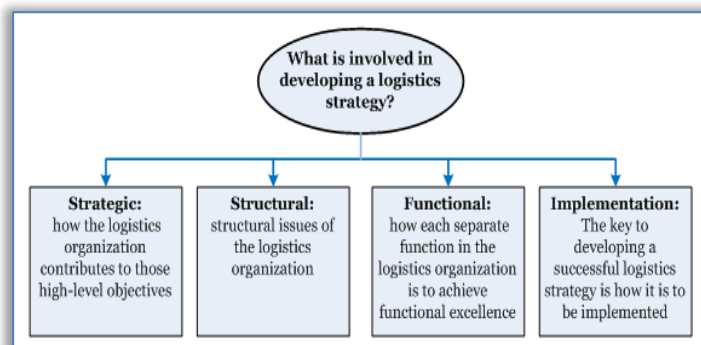 What is involved in
developing a logistics
strategy?
Strategic:
how the logistics
organization
contributes to those
high-level objectives
Structural:
structural issues of
the logistics
organization
Functional:
how each separate
function in the
logistics organization
is to achieve
functional excellence
Implementation:
The key to
developing a
successful logistics
strategy is how it is to
be implemented